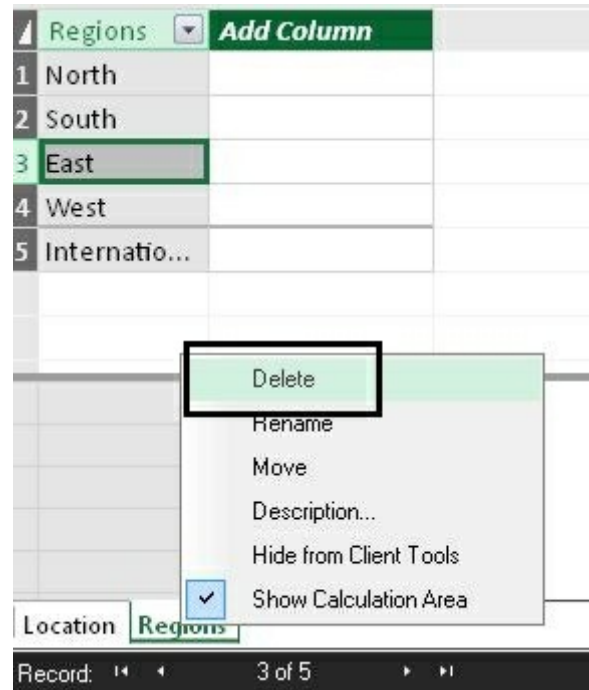 Regions Add Column
1 North
2 South
3 East
4 West
5 Internatio...
Delete
Rename
Move
Description...
Hide from Client Tools
Show Calculation Area
Location Regions
Record: 3 of 5